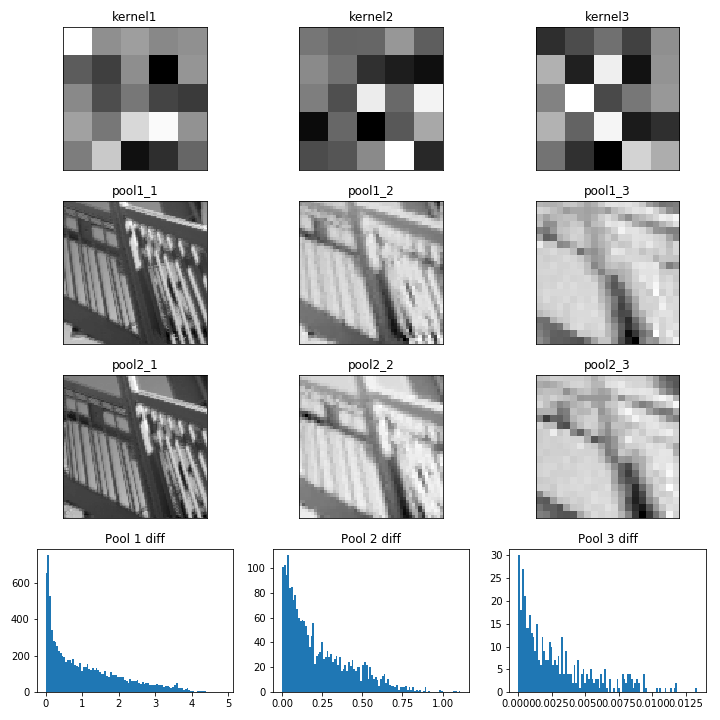 kernel1 kernel2 kernel3
pool1_1 pool1_2 pool1_3
pool2_1 pool2_2 pool2_3
Pool 1 diff Pool 2 diff Pool 3 diff
600
400
200
0
0 1 2 3 4 5
100
80
60
40
20
0
0.00 0.25 0.50 0.75 1.00
30
25
20
15
10
5
0
0.0000 0.0025 0.0050 0.0075 0.0100 0.0125